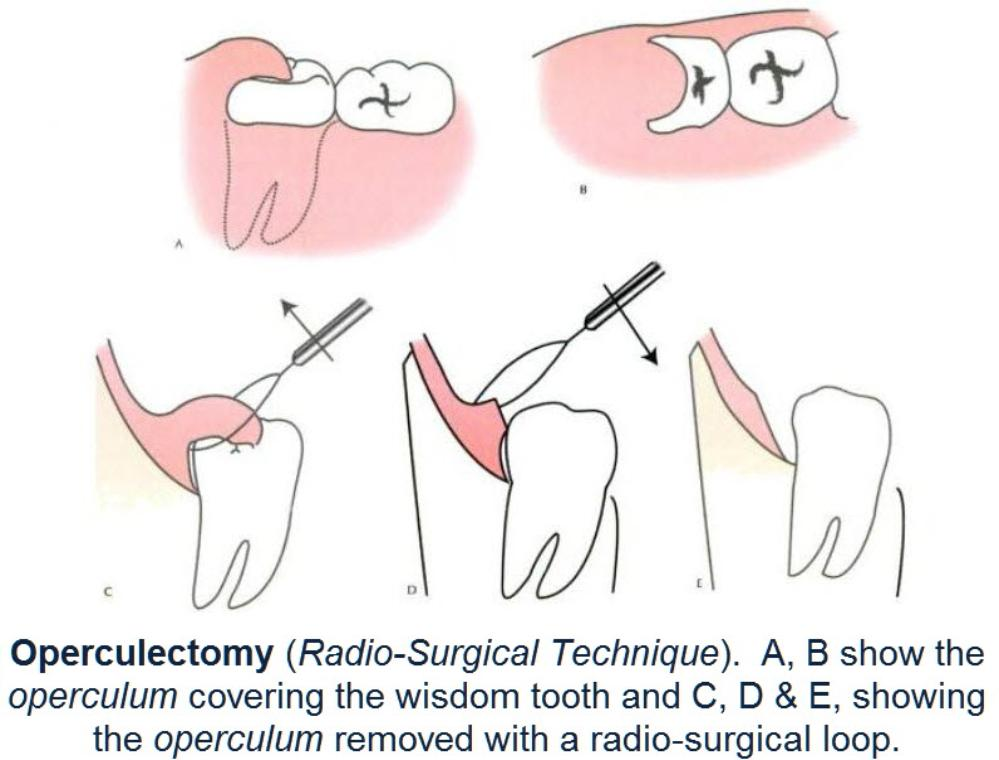 A
B
C
D
E
Operculectomy (Radio-Surgical Technique). A, B show the
operculum covering the wisdom tooth and C, D & E, showing
the operculum removed with a radio-surgical loop.